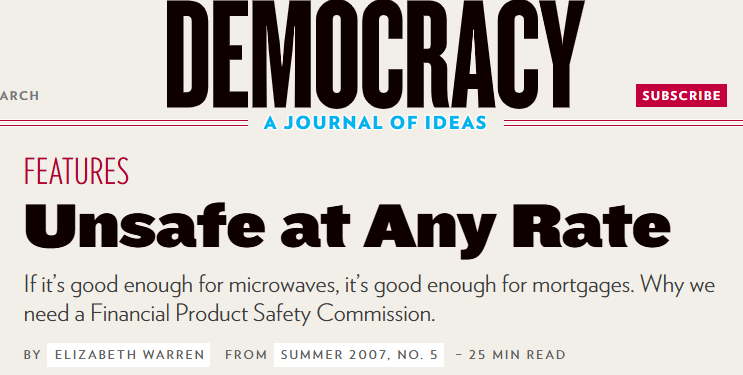 DEMOCRACY
ARCH
SUBSCRIBE
A JOURNAL OF IDEAS
FEATURES
Unsafe at Any Rate
If it's good enough for microwaves, it's good enough for mortgages. Why we
need a Financial Product Safety Commission.
BY ELIZABETH WARREN FROM SUMMER 2007, NO. 5 – 25 MIN READ